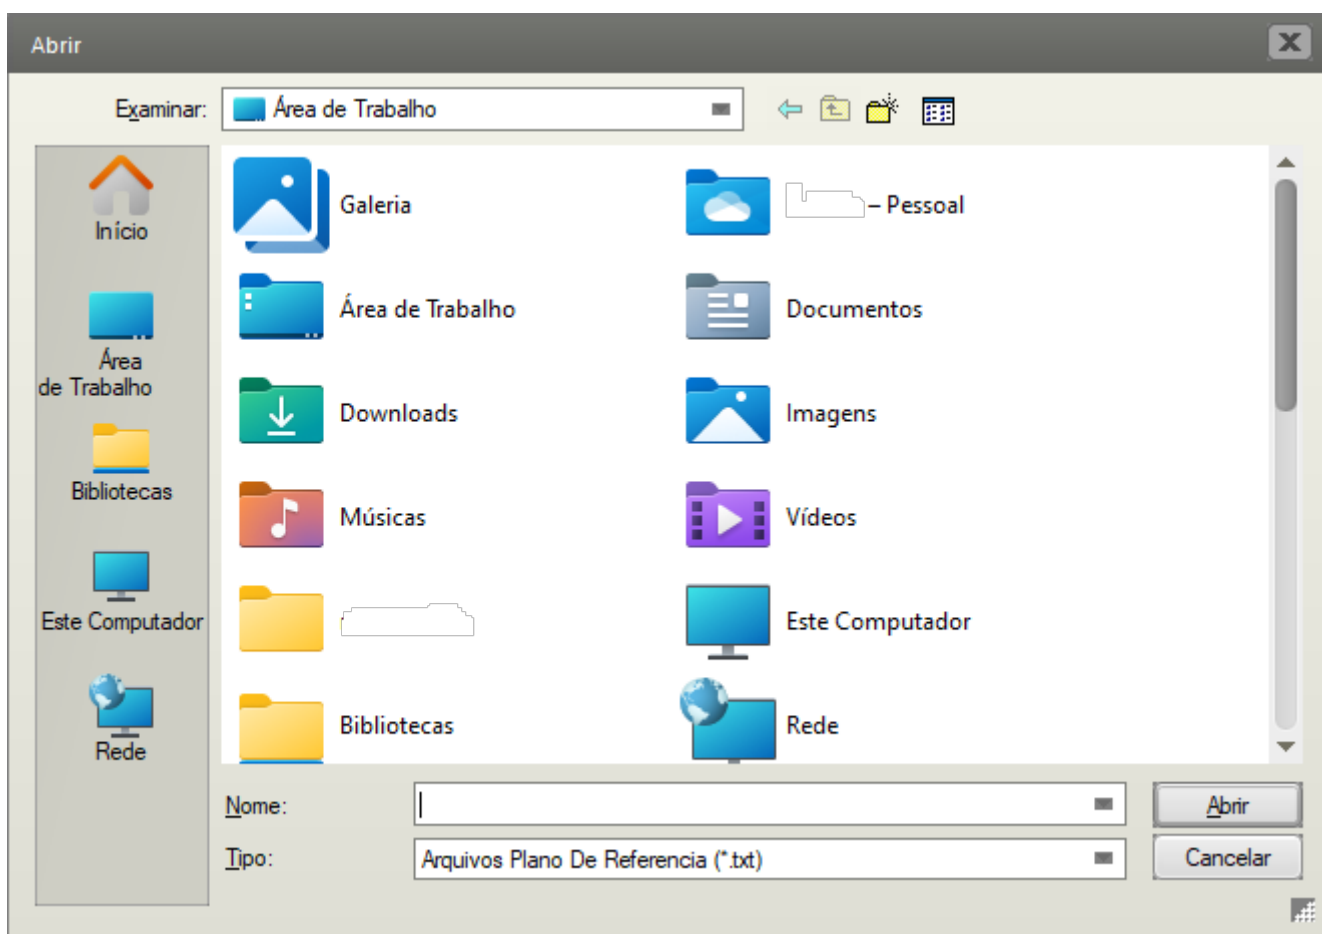 Abrir
Examinar:
Área de Trabalho
Início
Área
de Trabalho
Bibliotecas
Este Computador
Rede
Galeria
– Pessoal
Área de Trabalho
Documentos
Downloads
Imagens
Músicas
Vídeos
Este Computador
Bibliotecas
Rede
Nome:
Abrir
Tipo:
Arquivos Plano De Referencia (*.txt)
Cancelar